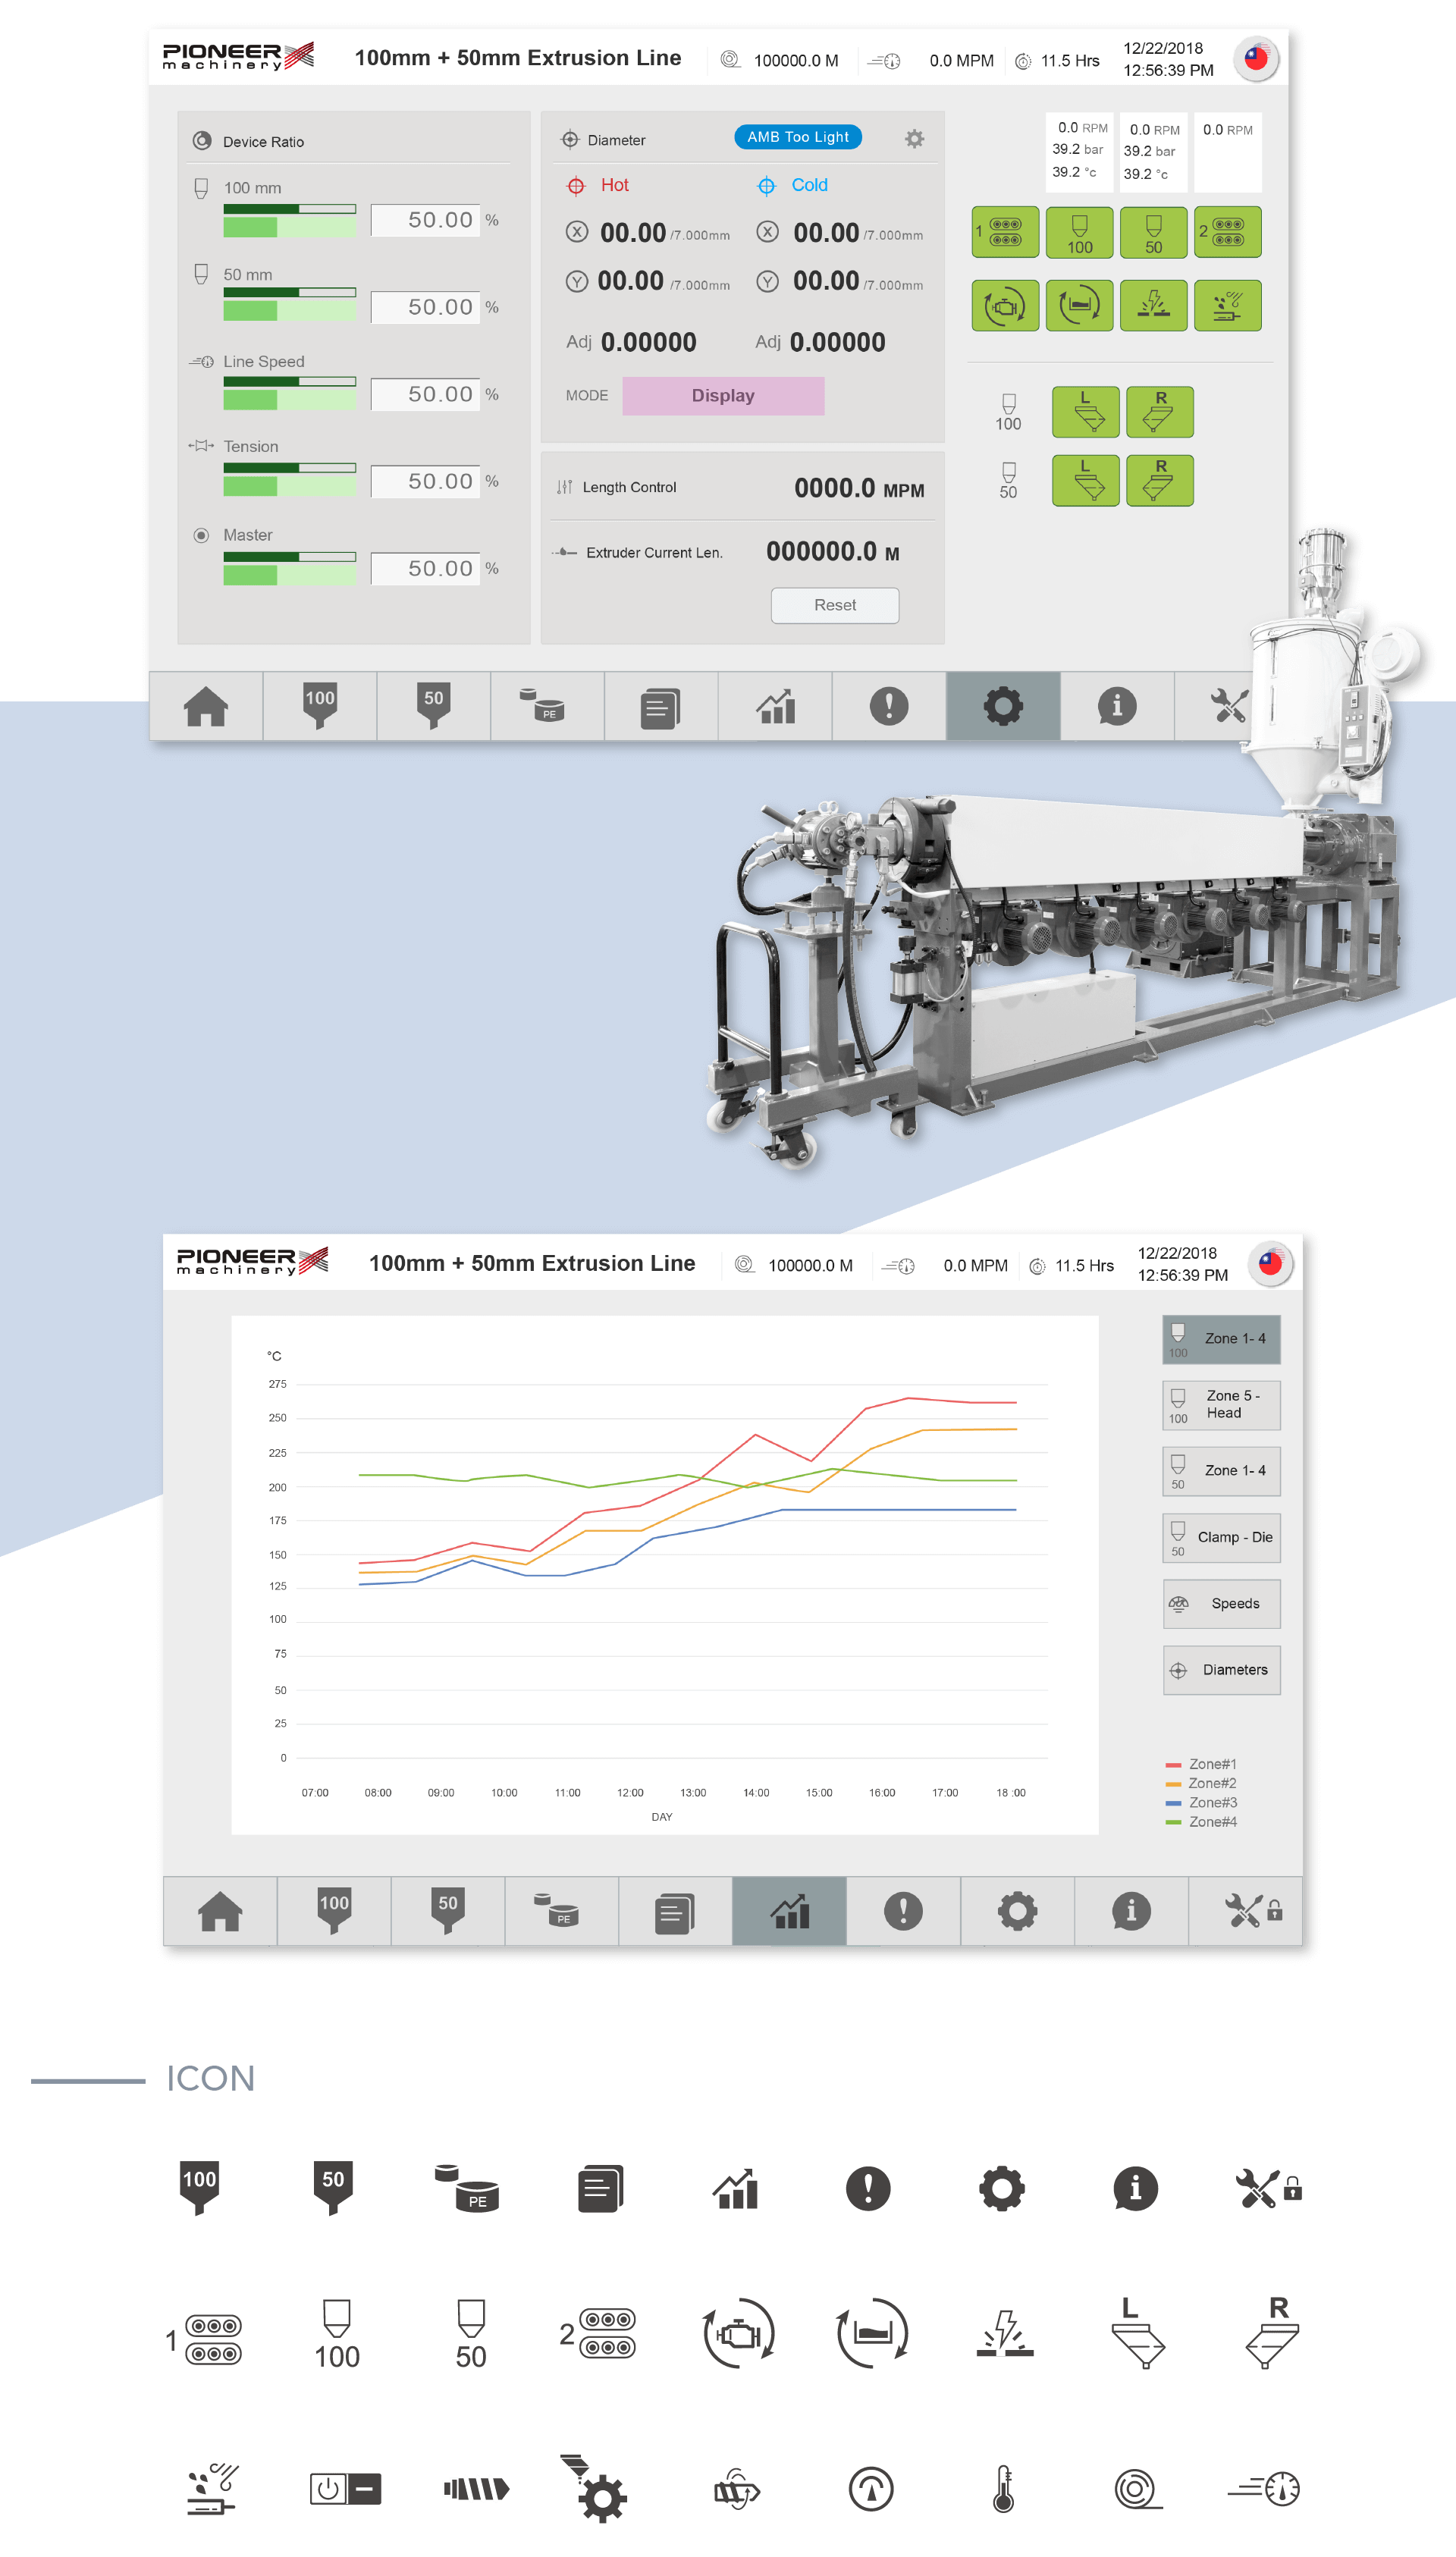 PIONEER
machinery
100mm + 50mm Extrusion Line
100000.0 M
0.0 MPM
11.5 Hrs
12/22/2018
12:56:39 PM
Device Ratio
100 mm
50.00 %
50 mm
50.00 %
Line Speed
50.00 %
Tension
50.00 %
Master
50.00 %
Diameter
AMB Too Light
Hot
Cold
X 00.00 /7.000mm
X 00.00 /7.000mm
Y 00.00 /7.000mm
Y 00.00 /7.000mm
Adj 0.00000
Adj 0.00000
MODE
Display
Length Control
0000.0 MPM
Extruder Current Len.
000000.0 M
Reset
0.0 RPM
39.2 bar
39.2 °c
0.0 RPM
39.2 bar
39.2 °c
0.0 RPM
1
100
50
2
100
L
R
50
L
R
100
50
PE
PIONEER
machinery
100mm + 50mm Extrusion Line
100000.0 M
0.0 MPM
11.5 Hrs
12/22/2018
12:56:39 PM
°C
275
250
225
200
175
150
125
100
75
50
25
0
07:00 08:00 09:00 10:00 11:00 12:00 13:00 14:00 15:00 16:00 17:00 18 :00
DAY
100
Zone 1- 4
100
Zone 5 -
Head
50
Zone 1- 4
50
Clamp - Die
Speeds
Diameters
Zone#1
Zone#2
Zone#3
Zone#4
100
50
PE
ICON
100
50
PE
1
100
50
2
L
R